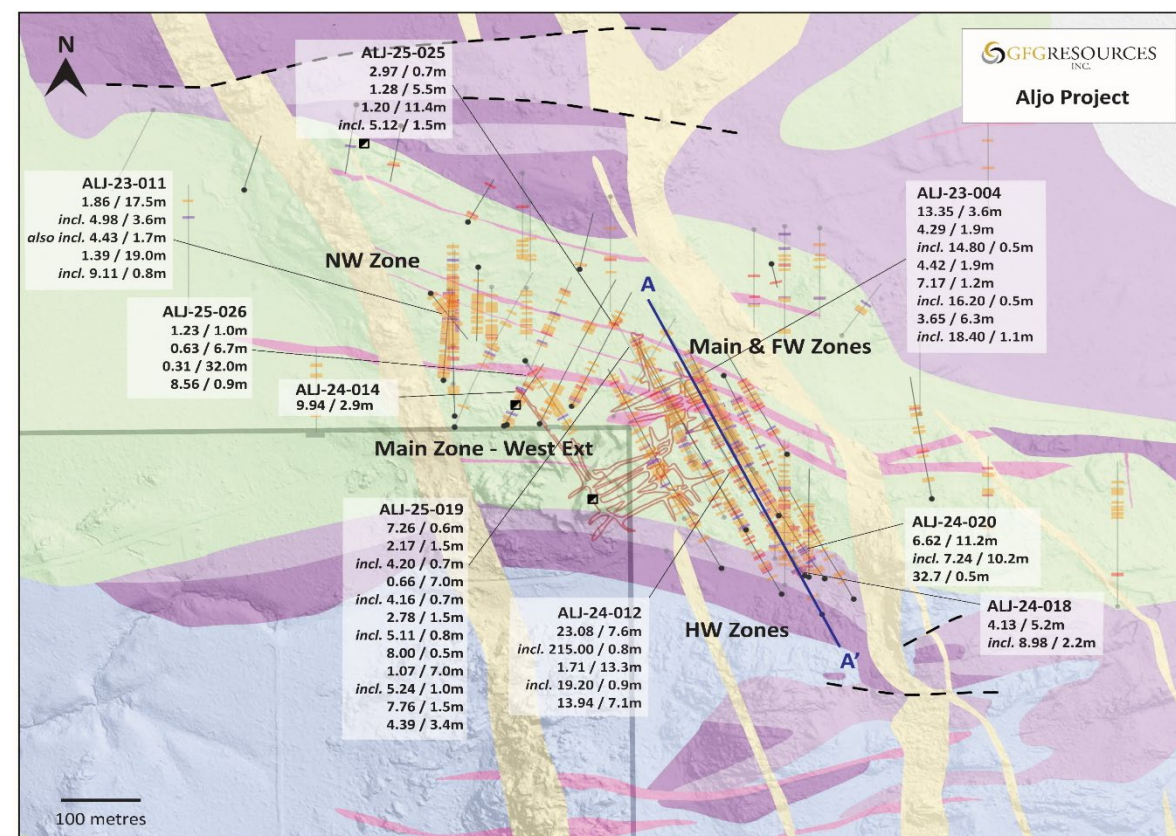 N
GFGRESOURCES
INC.
Aljo Project
ALJ-25-025
2.97 / 0.7m
1.28 / 5.5m
1.20 / 11.4m
incl. 5.12 / 1.5m
ALJ-23-011
1.86 / 17.5m
incl. 4.98 / 3.6m
also incl. 4.43 / 1.7m
1.39 / 19.0m
incl. 9.11 / 0.8m
ALJ-23-004
13.35 / 3.6m
4.29 / 1.9m
incl. 14.80 / 0.5m
4.42 / 1.9m
7.17 / 1.2m
incl. 16.20 / 0.5m
3.65 / 6.3m
incl. 18.40 / 1.1m
NW Zone
A
Main & FW Zones
ALJ-25-026
1.23 / 1.0m
0.63 / 6.7m
0.31 / 32.0m
8.56 / 0.9m
ALJ-24-014
9.94 / 2.9m
Main Zone - West Ext
ALJ-25-019
7.26 / 0.6m
2.17 / 1.5m
incl. 4.20 / 0.7m
0.66 / 7.0m
incl. 4.16 / 0.7m
2.78 / 1.5m
incl. 5.11 / 0.8m
8.00 / 0.5m
1.07 / 7.0m
incl. 5.24 / 1.0m
7.76 / 1.5m
4.39 / 3.4m
ALJ-24-020
6.62 / 11.2m
incl. 7.24 / 10.2m
32.7 / 0.5m
ALJ-24-012
23.08 / 7.6m
incl. 215.00 / 0.8m
1.71 / 13.3m
incl. 19.20 / 0.9m
13.94 / 7.1m
HW Zones
ALJ-24-018
4.13 / 5.2m
incl. 8.98 / 2.2m
A'
100 metres